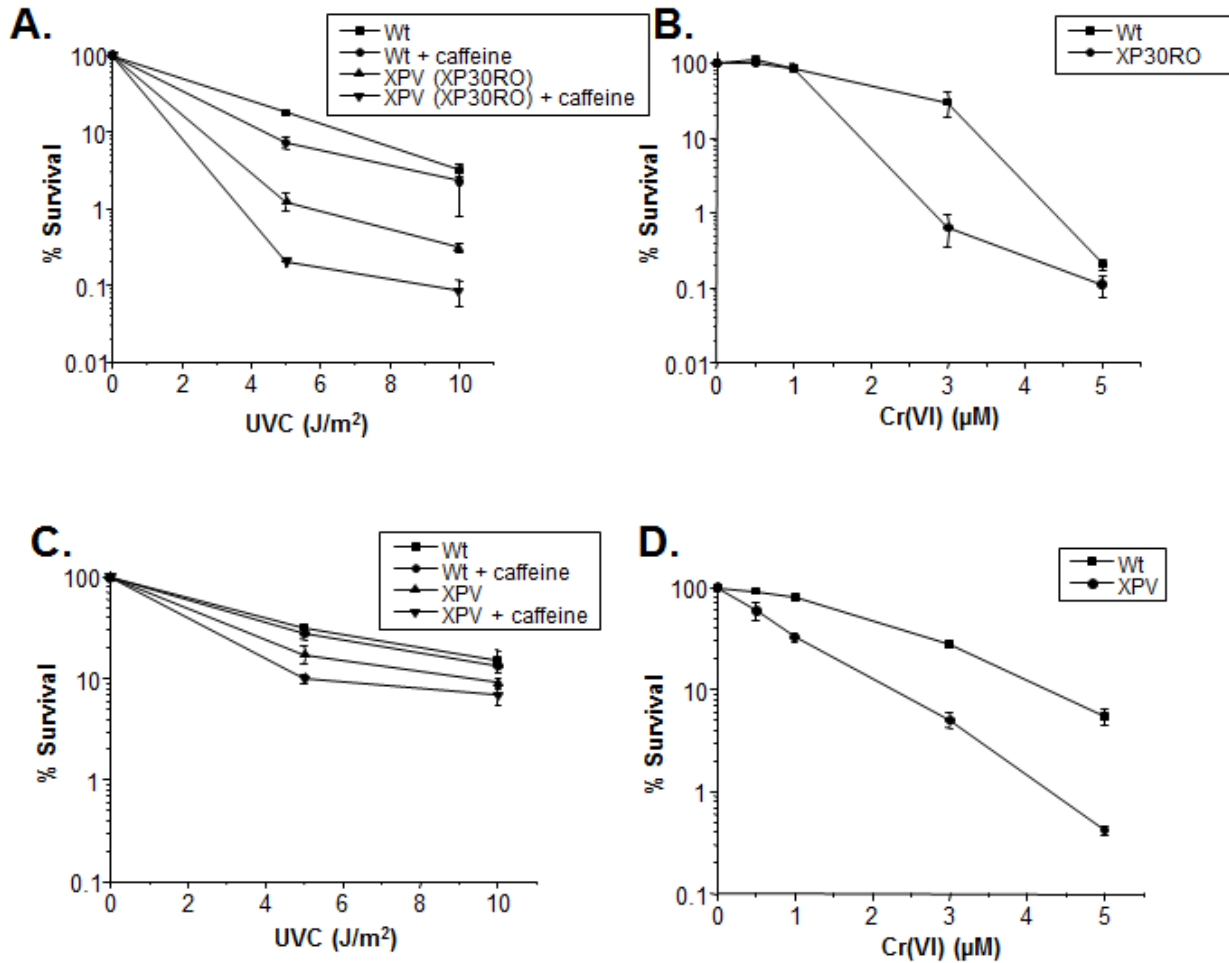 A.
Wt
Wt + caffeine
XPV (XP30RO)
XPV (XP30RO) + caffeine
% Survival
100
10
1
0.1
0.01
0 2 4 6 8 10
UVC (J/m²)
B.
Wt
XP30RO
% Survival
100
10
1
0.1
0.01
0 1 2 3 4 5
Cr(VI) (µM)
C.
Wt
Wt + caffeine
XPV
XPV + caffeine
% Survival
100
10
1
0.1
0 2 4 6 8 10
UVC (J/m²)
D.
Wt
XPV
% Survival
100
10
1
0.1
0 1 2 3 4 5
Cr(VI) (µM)